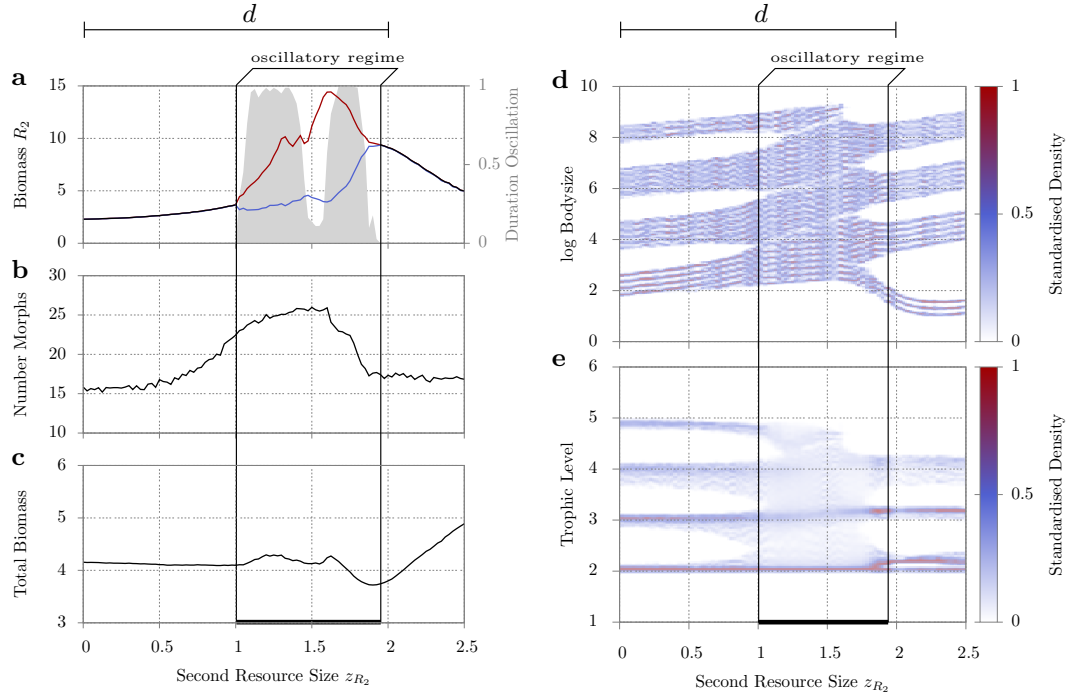 d
d
oscillatory regime
oscillatory regime
a
15
10
5
0
Biomass R₂
1
0.5
0
Duration Oscillation
b
30
25
20
15
10
Number Morphs
c
6
5
4
3
Total Biomass
0
0.5
1
1.5
2
2.5
Second Resource Size z_{R₂}
d
10
8
6
4
2
0
log Bodysize
1
0.5
0
Standardised Density
e
6
5
4
3
2
1
Trophic Level
1
0.5
0
Standardised Density
0
0.5
1
1.5
2
2.5
Second Resource Size z_{R₂}